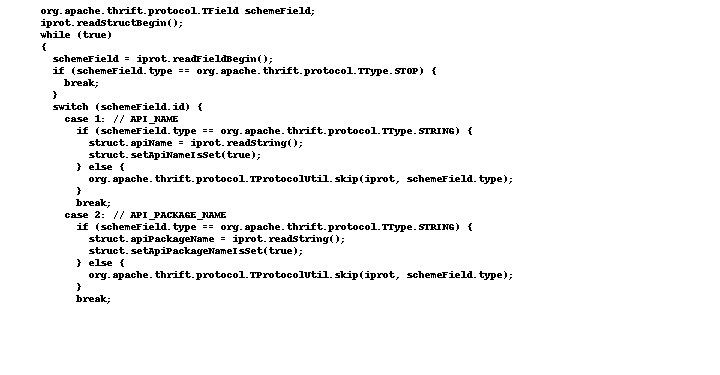 org.apache.thrift.protocol.TField schemeField;
iprot.readStructBegin();
while (true)
{
schemeField = iprot.readFieldBegin();
if (schemeField.type == org.apache.thrift.protocol.TType.STOP) {
break;
}
switch (schemeField.id) {
case 1: // API_NAME
if (schemeField.type == org.apache.thrift.protocol.TType.STRING) {
struct.apiName = iprot.readString();
struct.setApiNameIsSet(true);
} else {
org.apache.thrift.protocol.TProtocolUtil.skip(iprot, schemeField.type);
}
break;
case 2: // API_PACKAGE_NAME
if (schemeField.type == org.apache.thrift.protocol.TType.STRING) {
struct.apiPackageName = iprot.readString();
struct.setApiPackageNameIsSet(true);
} else {
org.apache.thrift.protocol.TProtocolUtil.skip(iprot, schemeField.type);
}
break;